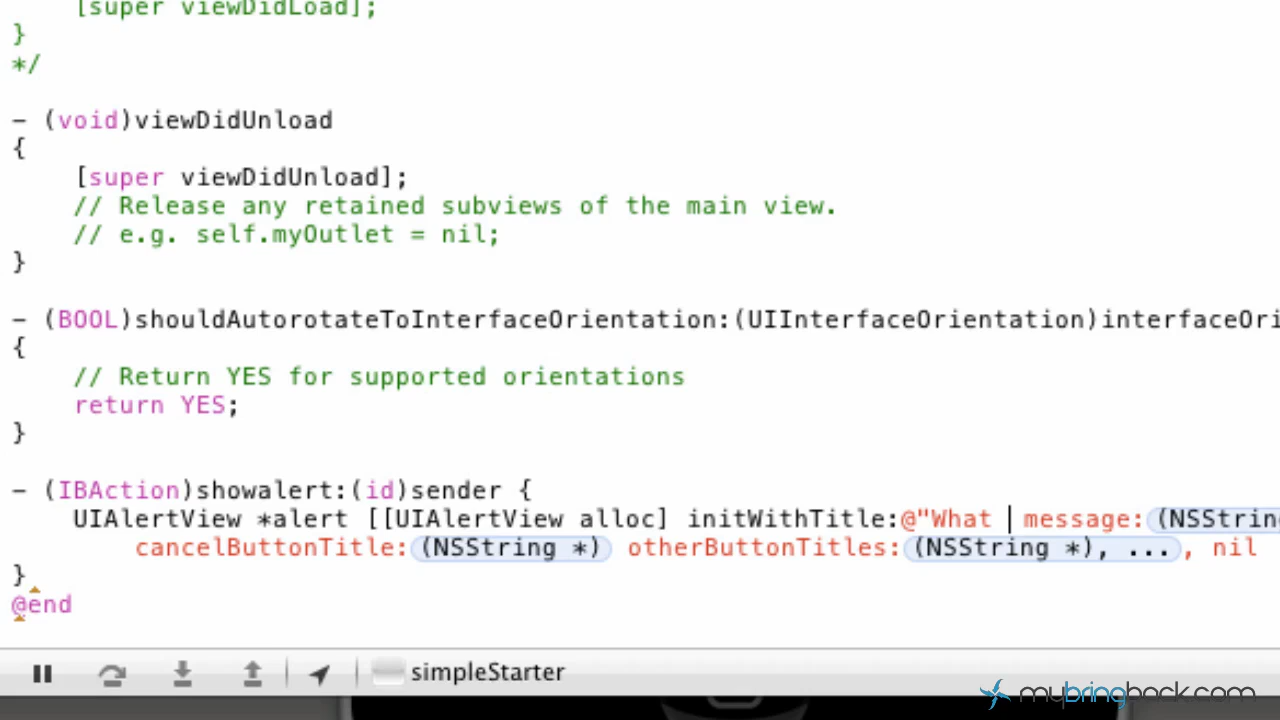 [super viewDidLoad];
}
*/
- (void)viewDidUnload
{
[super viewDidUnload];
// Release any retained subviews of the main view.
// e.g. self.myOutlet = nil;
}
- (BOOL)shouldAutorotateToInterfaceOrientation:(UIInterfaceOrientation)interfaceOri
{
// Return YES for supported orientations
return YES;
}
- (IBAction)showalert:(id)sender {
UIAlertView *alert [[UIAlertView alloc] initWithTitle:@"What message:(NSString
cancelButtonTitle:(NSString *) otherButtonTitles:(NSString *), ..., nil
}
@end
simpleStarter
mybringback.com